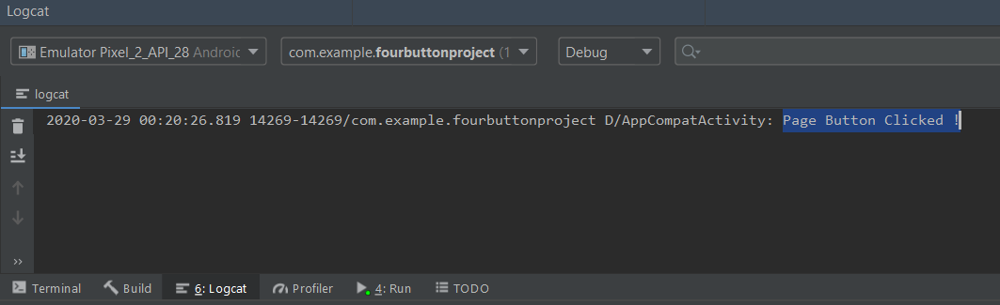 Logcat
Emulator Pixel_2_API_28 Androic
com.example.fourbuttonproject (1
Debug
logcat
2020-03-29 00:20:26.819 14269-14269/com.example.fourbuttonproject D/AppCompatActivity: Page Button Clicked !
Terminal Build 6: Logcat Profiler 4: Run TODO